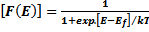 [F(E)] = 1 / 1+exp.[E−E_f]/kT